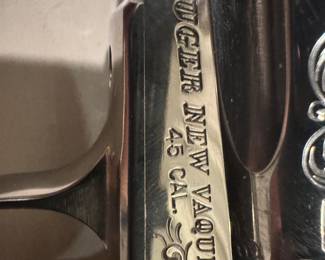 UGER NEW VAQU
.45 CAL.